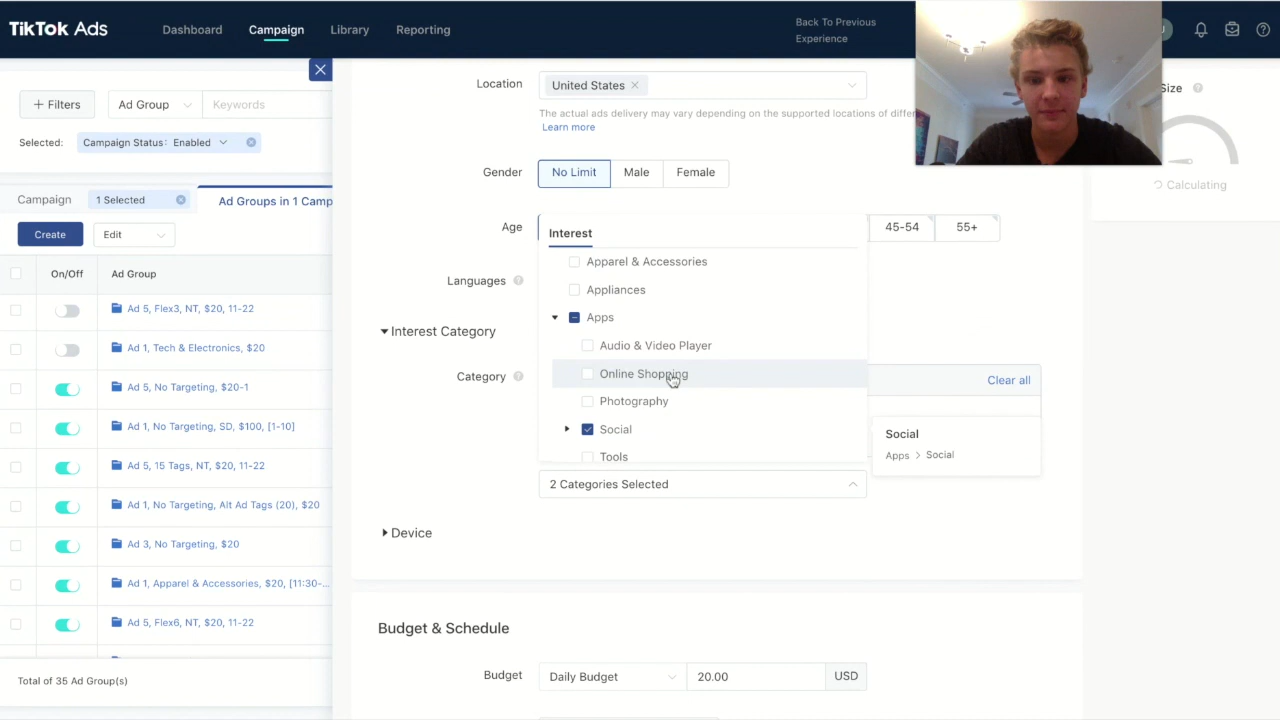 TikTok Ads
Dashboard
Campaign
Library
Reporting
Back To Previous
Experience
+ Filters
Ad Group
Keywords
Selected:
Campaign Status: Enabled
Campaign
1 Selected
Ad Groups in 1 Camp
Create
Edit
On/Off
Ad Group
Ad 5, Flex3, NT, $20, 11-22
Ad 1, Tech & Electronics, $20
Ad 5, No Targeting, $20-1
Ad 1, No Targeting, SD, $100, [1-10]
Ad 5, 15 Tags, NT, $20, 11-22
Ad 1, No Targeting, Alt Ad Tags (20), $20
Ad 3, No Targeting, $20
Ad 1, Apparel & Accessories, $20, [11:30-...
Ad 5, Flex6, NT, $20, 11-22
Total of 35 Ad Group(s)
Location
United States
The actual ads delivery may vary depending on the supported locations of differ
Learn more
Gender
No Limit
Male
Female
Age
45-54
55+
Interest
Apparel & Accessories
Appliances
Apps
Audio & Video Player
Online Shopping
Photography
Social
Tools
Languages
Interest Category
Category
Clear all
Social
Apps > Social
2 Categories Selected
Device
Budget & Schedule
Budget
Daily Budget
20.00
USD
Size
Calculating